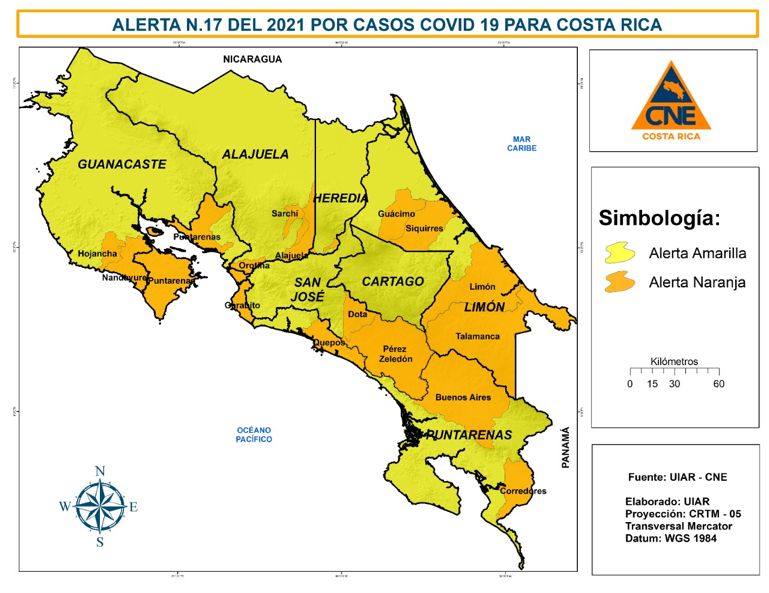 ALERTA N.17 DEL 2021 POR CASOS COVID 19 PARA COSTA RICA
NICARAGUA
MAR
CARIBE
GUANACASTE
ALAJUELA
HEREDIA
Sarchí
Guácimo
Siquirres
Puntarenas
Hojancha
Alajuela
Orotina
Nandayure
Puntarenas
Garabito
SAN
JOSÉ
CARTAGO
Limón
LIMÓN
Dota
Quepos
Talamanca
Pérez
Zeledón
Buenos Aires
OCÉANO
PACÍFICO
PUNTARENAS
PANAMÁ
Corredores
N
W
E
S
CNE
COSTA RICA
Simbología:
Alerta Amarilla
Alerta Naranja
Kilómetros
0 15 30 60
Fuente: UIAR - CNE
Elaborado: UIAR
Proyección: CRTM - 05
Transversal Mercator
Datum: WGS 1984